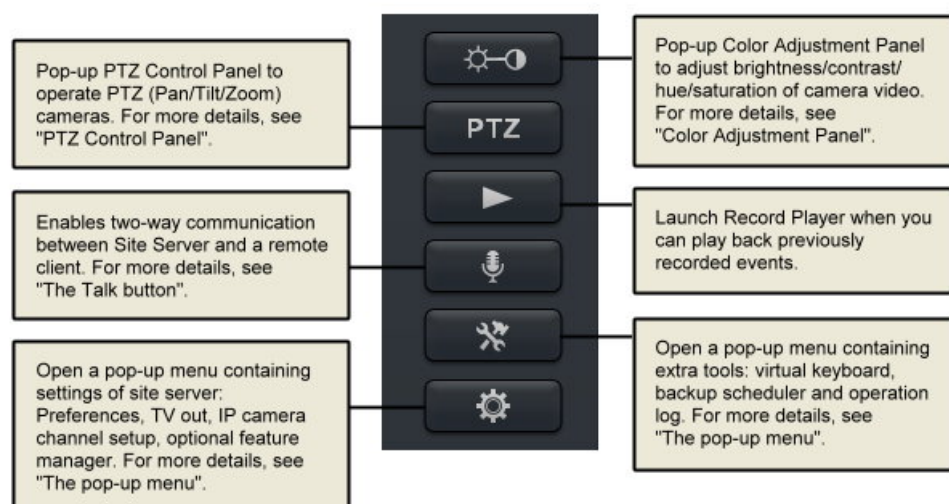 Pop-up PTZ Control Panel to
operate PTZ (Pan/Tilt/Zoom)
cameras. For more details, see
"PTZ Control Panel".
Enables two-way communication
between Site Server and a remote
client. For more details, see
"The Talk button".
Open a pop-up menu containing
settings of site server:
Preferences, TV out, IP camera
channel setup, optional feature
manager. For more details, see
"The pop-up menu".
PTZ
Pop-up Color Adjustment Panel
to adjust brightness/contrast/
hue/saturation of camera video.
For more details, see
"Color Adjustment Panel".
Launch Record Player when you
can play back previously
recorded events.
Open a pop-up menu containing
extra tools: virtual keyboard,
backup scheduler and operation
log. For more details, see
"The pop-up menu".